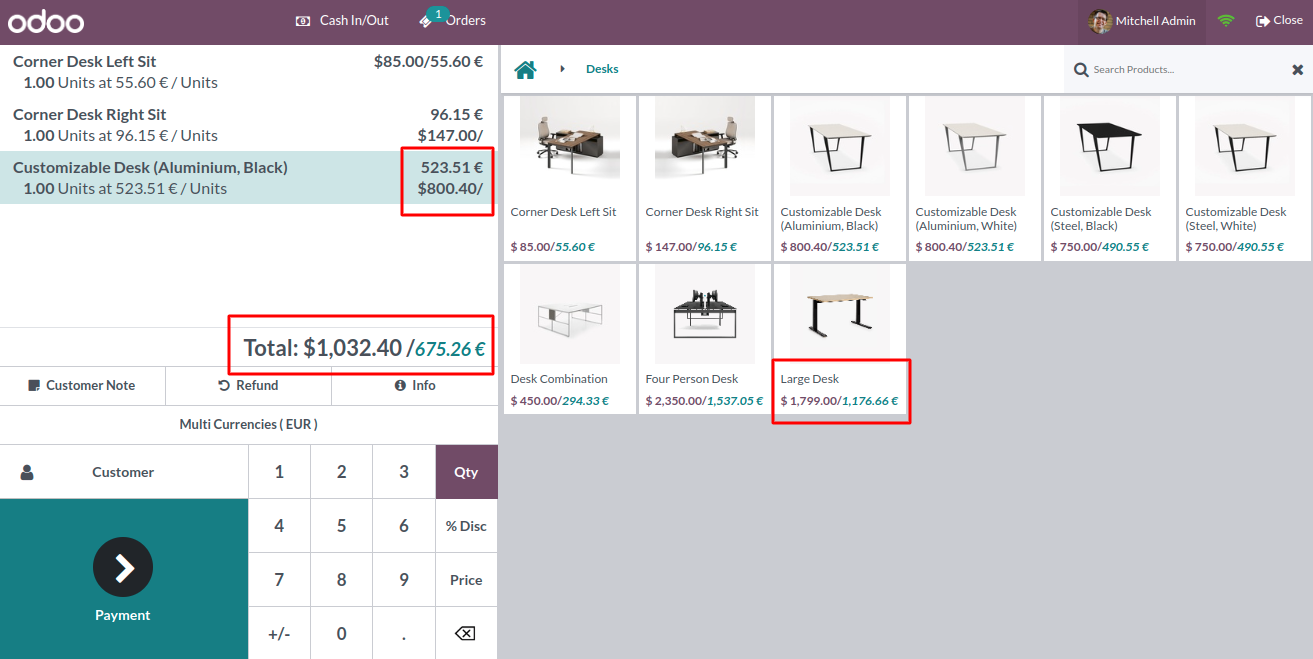 odoo
Cash In/Out
1
Orders
Mitchell Admin
Close
Corner Desk Left Sit $85.00/55.60 €
1.00 Units at 55.60 € / Units
Corner Desk Right Sit 96.15 €
1.00 Units at 96.15 € / Units $147.00/
Customizable Desk (Aluminium, Black) 523.51 €
1.00 Units at 523.51 € / Units $800.40/
Total: $1,032.40 /675.26 €
Customer Note Refund Info
Multi Currencies ( EUR )
Customer 1 2 3 Qty
4 5 6 % Disc
7 8 9 Price
Payment
+/- 0 .
Desks
Search Products...
Corner Desk Left Sit
$ 85.00/55.60 €
Corner Desk Right Sit
$ 147.00/96.15 €
Customizable Desk
(Aluminium, Black)
$ 800.40/523.51 €
Customizable Desk
(Aluminium, White)
$ 800.40/523.51 €
Customizable Desk
(Steel, Black)
$ 750.00/490.55 €
Customizable Desk
(Steel, White)
$ 750.00/490.55 €
Desk Combination
$ 450.00/294.33 €
Four Person Desk
$ 2,350.00/1,537.05 €
Large Desk
$ 1,799.00/1,176.66 €